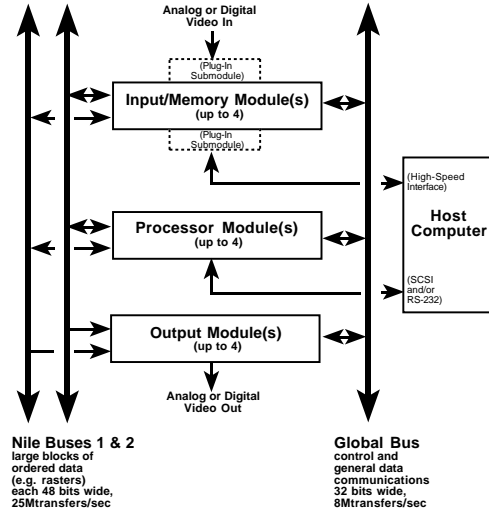 Analog or Digital
Video In
(Plug-In
Submodule)
Input/Memory Module(s)
(up to 4)
(Plug-In
Submodule)
(High-Speed
Interface)
Host
Computer
Processor Module(s)
(up to 4)
(SCSI
and/or
RS-232)
Output Module(s)
(up to 4)
Analog or Digital
Video Out
Nile Buses 1 & 2
large blocks of
ordered data
(e.g. rasters)
each 48 bits wide,
25Mtransfers/sec
Global Bus
control and
general data
communications
32 bits wide,
8Mtransfers/sec